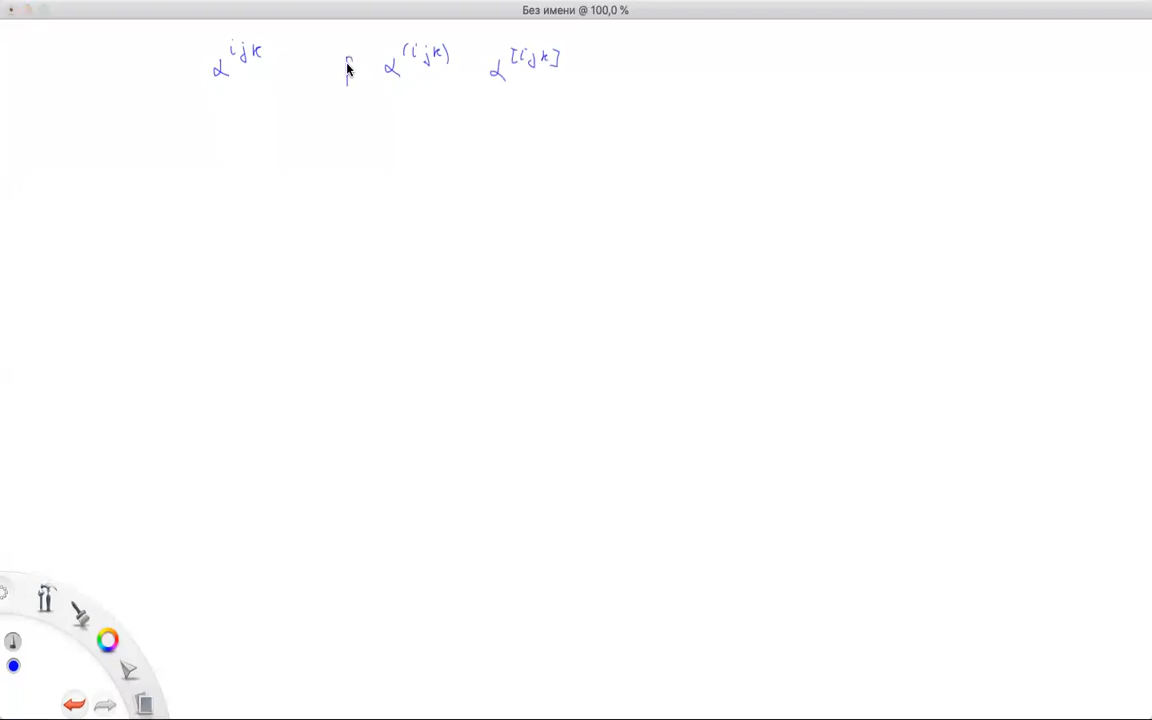 Без имени @ 100,0 %
α^{ijk} α^{(ijk)} α^{[ijk]}